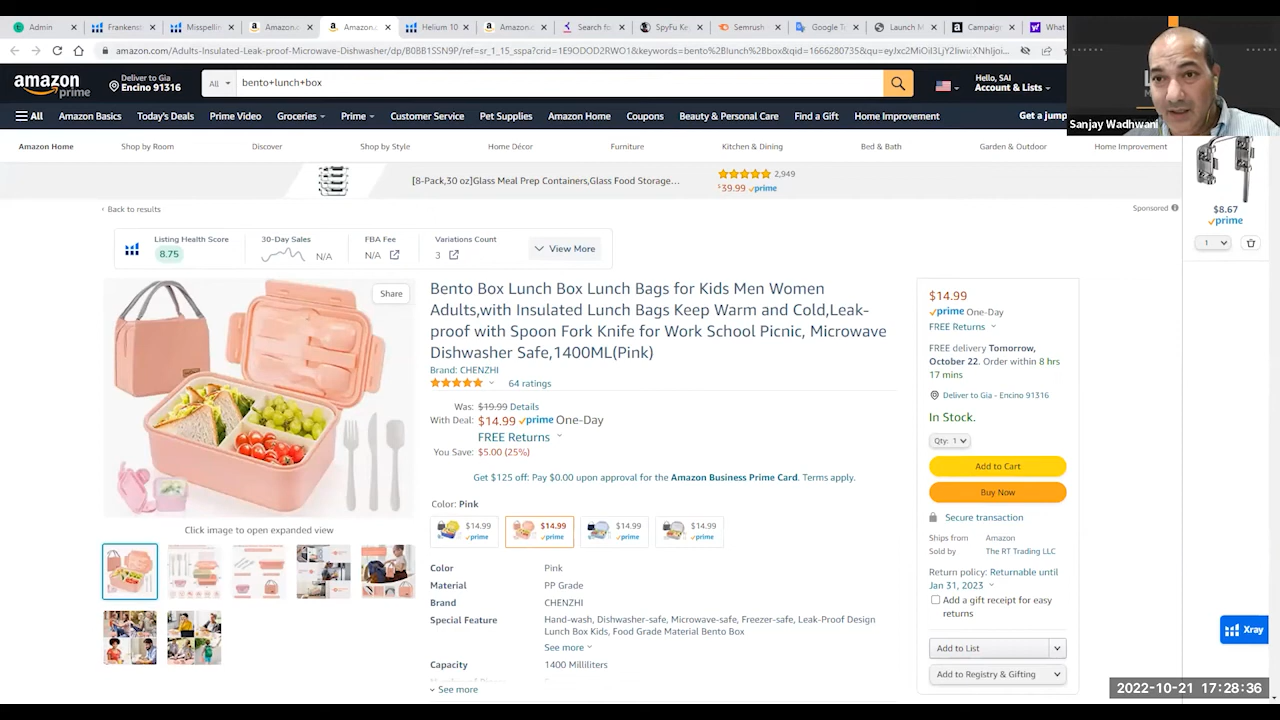 Admin
Frankenst
Misspellin
Amazon.c
Amazon.
Helium 10
Amazon.c
Search fo
SpyFu Ke
Semrush -
Google T
Launch M
Campaign
What
amazon.com/Adults-Insulated-Leak-proof-Microwave-Dishwasher/dp/B0BB1SSN9P/ref=sr_1_15_sspa?crid=1E9ODOD2RWO1&keywords=bento%2Blunch%2Bbox&qid=1666280735&qu=
amazon prime
Deliver to Gia
Encino 91316
All
bento+lunch+box
Hello, SAI
Account & Lists
All
Amazon Basics
Today's Deals
Prime Video
Groceries
Prime
Customer Service
Pet Supplies
Amazon Home
Coupons
Beauty & Personal Care
Find a Gift
Home Improvement
Get a jump
Sanjay Wadhwani
Amazon Home
Shop by Room
Discover
Shop by Style
Home Décor
Furniture
Kitchen & Dining
Bed & Bath
Garden & Outdoor
Home Improvement
[8-Pack,30 oz]Glass Meal Prep Containers,Glass Food Storage…
2,949
$39.99 prime
‹ Back to results
Sponsored
$8.67
prime
1
Listing Health Score
8.75
30-Day Sales
N/A
FBA Fee
N/A
Variations Count
3
View More
Share
Bento Box Lunch Box Lunch Bags for Kids Men Women
Adults,with Insulated Lunch Bags Keep Warm and Cold,Leak-
proof with Spoon Fork Knife for Work School Picnic, Microwave
Dishwasher Safe,1400ML(Pink)
Brand: CHENZHI
64 ratings
Was: $19.99 Details
With Deal: $14.99 prime One-Day
FREE Returns
You Save: $5.00 (25%)
Get $125 off: Pay $0.00 upon approval for the Amazon Business Prime Card. Terms apply.
Color: Pink
$14.99
prime
$14.99
prime
$14.99
prime
$14.99
prime
Click image to open expanded view
Color Pink
Material PP Grade
Brand CHENZHI
Special Feature Hand-wash, Dishwasher-safe, Microwave-safe, Freezer-safe, Leak-Proof Design
Lunch Box Kids, Food Grade Material Bento Box
See more
Capacity 1400 Milliliters
See more
$14.99
prime One-Day
FREE Returns
FREE delivery Tomorrow,
October 22. Order within 8 hrs
17 mins
Deliver to Gia - Encino 91316
In Stock.
Qty: 1
Add to Cart
Buy Now
Secure transaction
Ships from Amazon
Sold by The RT Trading LLC
Return policy: Returnable until
Jan 31, 2023
Add a gift receipt for easy
returns
Add to List
Add to Registry & Gifting
Xray
2022-10-21 17:28:36